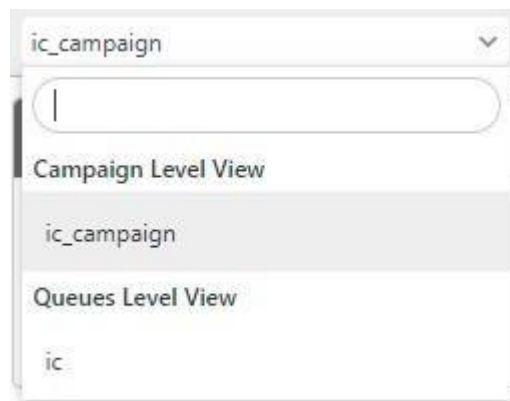 ic_campaign
Campaign Level View
ic_campaign
Queues Level View
ic